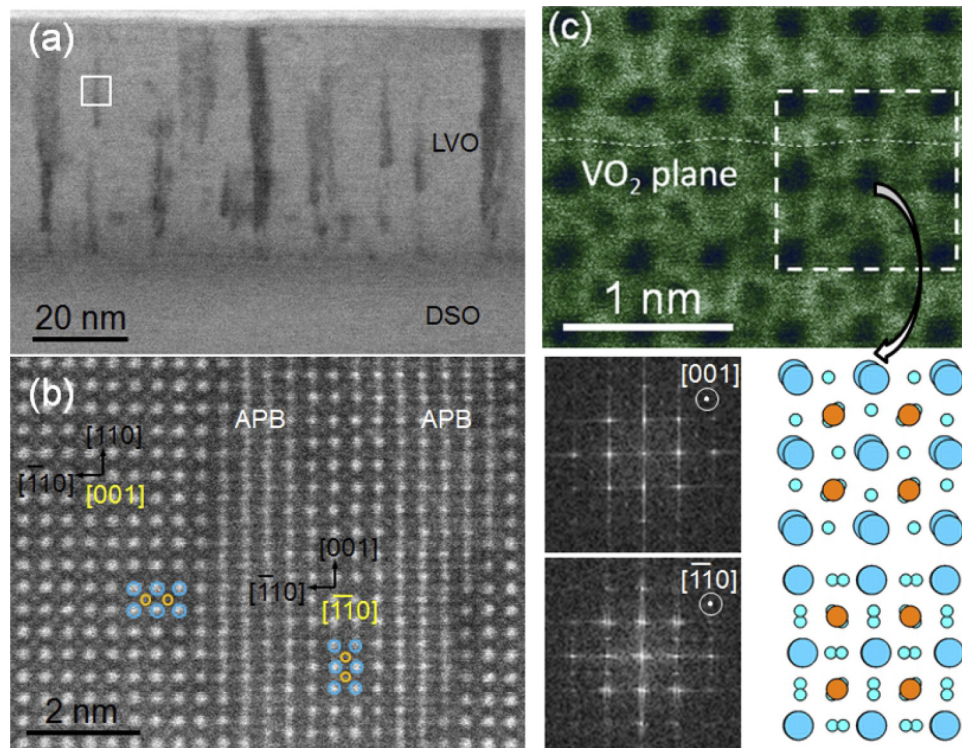 (a)
LVO
20 nm
DSO
(b)
APB
APB
[110]
[1̅10]
[001]
[001]
[1̅10]
[1̅1̅0]
2 nm
(c)
VO₂ plane
1 nm
[001]
[1̅1̅0]